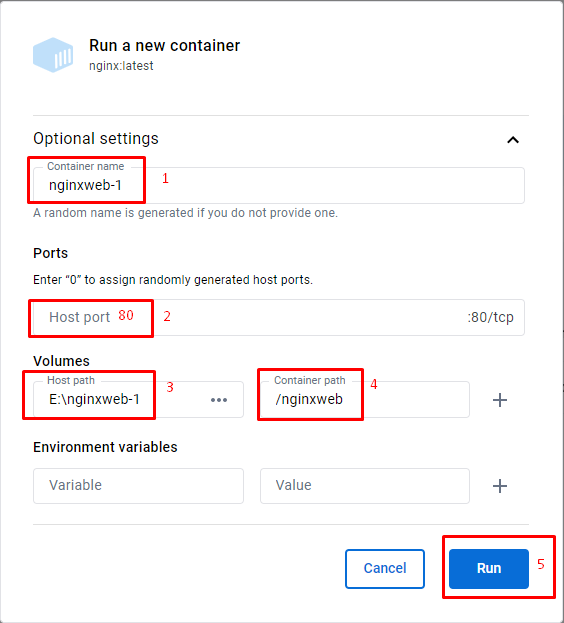 Run a new container
nginx:latest
Optional settings
Container name
nginxweb-1 1
A random name is generated if you do not provide one.
Ports
Enter “0” to assign randomly generated host ports.
Host port 80 2 :80/tcp
Volumes
Host path 3 Container path 4
E:\nginxweb-1 ••• /nginxweb +
Environment variables
Variable Value +
Cancel Run 5